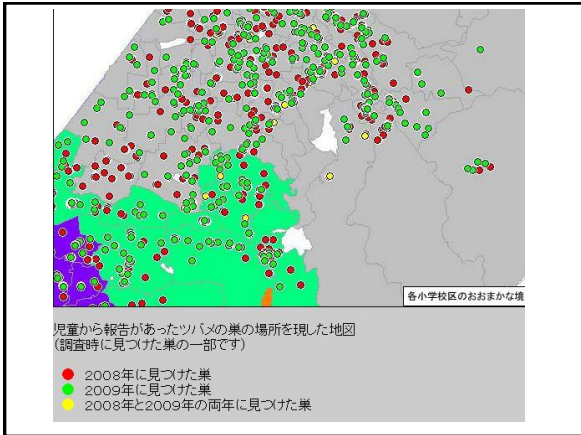 各小学校区のおおまかな境
児童から報告があったツバメの巣の場所を現した地図
(調査時に見つけた巣の一部です)
2008年に見つけた巣
2009年に見つけた巣
2008年と2009年の両年に見つけた巣